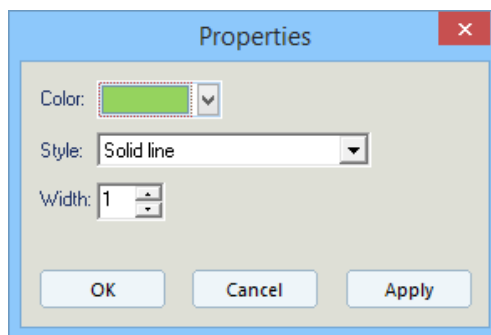 Properties
Color:
Style: Solid line
Width: 1
OK Cancel Apply